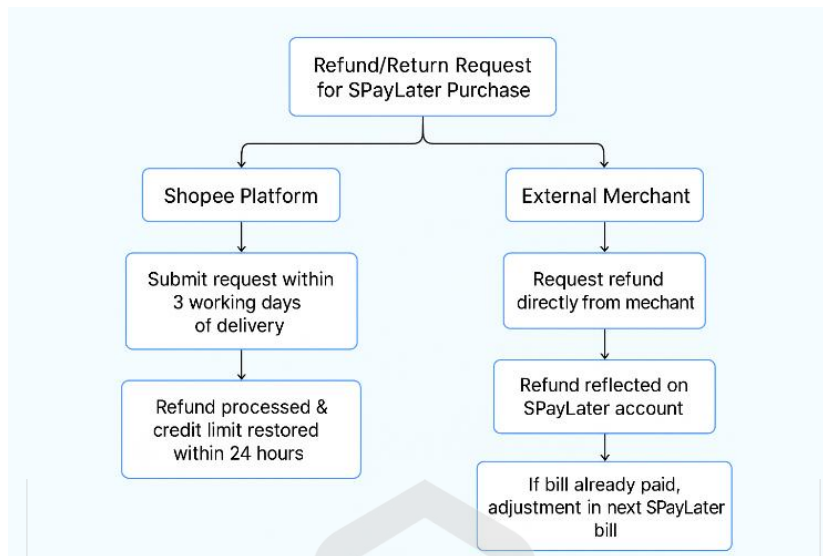 Refund/Return Request
for SPayLater Purchase
Shopee Platform
Submit request within
3 working days
of delivery
Refund processed &
credit limit restored
within 24 hours
External Merchant
Request refund
directly from mechant
Refund reflected on
SPayLater account
If bill already paid,
adjustment in next SPayLater
bill